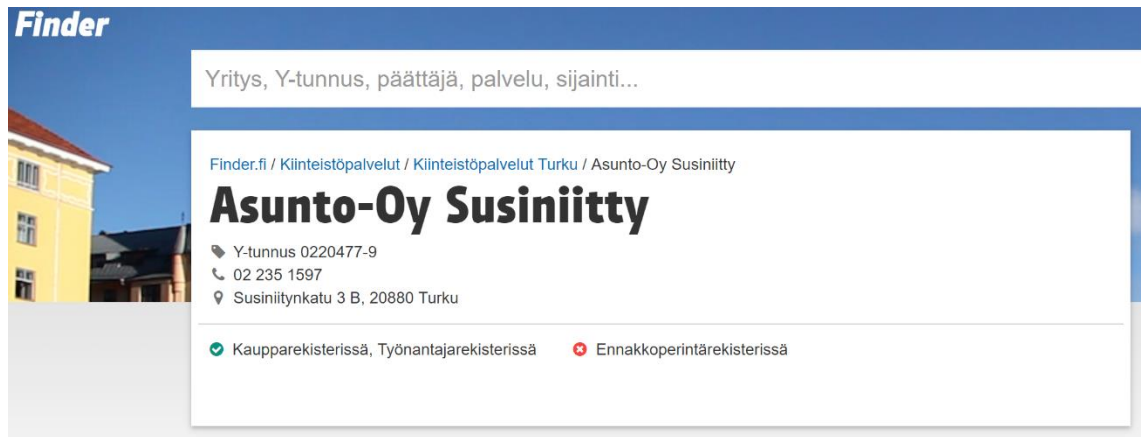 Finder
Yritys, Y-tunnus, päättäjä, palvelu, sijainti...
Finder.fi / Kiinteistöpalvelut / Kiinteistöpalvelut Turku / Asunto-Oy Susiniitty
Asunto-Oy Susiniitty
Y-tunnus 0220477-9
02 235 1597
Susiniitynkatu 3 B, 20880 Turku
Kaupparekisterissä, Työnantajarekisterissä Ennakkoperintärekisterissä